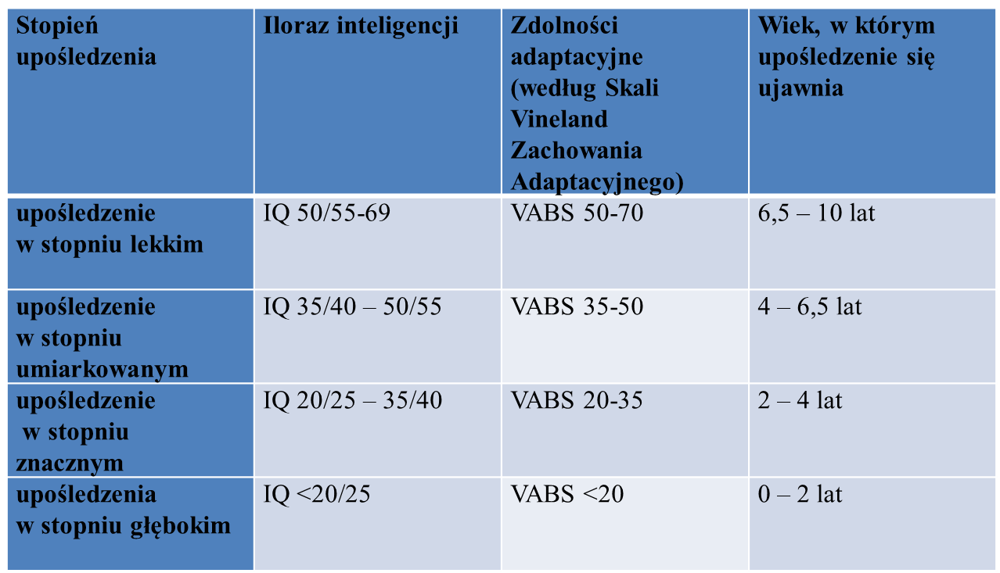 Stopień
upośledzenia
Iloraz inteligencji
Zdolności
adaptacyjne
(według Skali
Vineland
Zachowania
Adaptacyjnego)
Wiek, w którym
upośledzenie się
ujawnia
upośledzenie
w stopniu lekkim
IQ 50/55-69
VABS 50-70
6,5 – 10 lat
upośledzenie
w stopniu
umiarkowanym
IQ 35/40 – 50/55
VABS 35-50
4 – 6,5 lat
upośledzenie
w stopniu
znacznym
IQ 20/25 – 35/40
VABS 20-35
2 – 4 lat
upośledzenia
w stopniu głębokim
IQ <20/25
VABS <20
0 – 2 lat